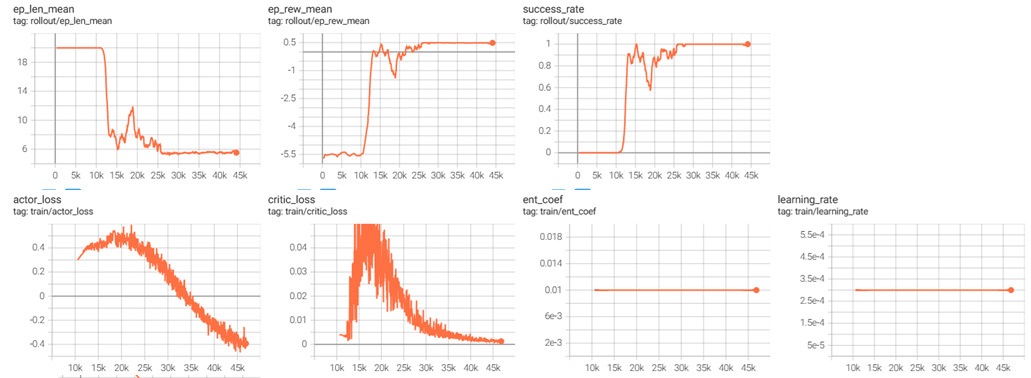 ep_len_mean
tag: rollout/ep_len_mean
18
14
10
6
0 5k 10k 15k 20k 25k 30k 35k 40k 45k
ep_rew_mean
tag: rollout/ep_rew_mean
0.5
-1
-2.5
-4
-5.5
0 5k 10k 15k 20k 25k 30k 35k 40k 45k
success_rate
tag: rollout/success_rate
1
0.8
0.6
0.4
0.2
0
0 5k 10k 15k 20k 25k 30k 35k 40k 45k
actor_loss
tag: train/actor_loss
0.4
0.2
0
-0.2
-0.4
10k 15k 20k 25k 30k 35k 40k 45k
critic_loss
tag: train/critic_loss
0.04
0.03
0.02
0.01
0
10k 15k 20k 25k 30k 35k 40k 45k
ent_coef
tag: train/ent_coef
0.018
0.014
0.01
6e-3
2e-3
10k 15k 20k 25k 30k 35k 40k 45k
learning_rate
tag: train/learning_rate
5.5e-4
4.5e-4
3.5e-4
2.5e-4
1.5e-4
5e-5
10k 15k 20k 25k 30k 35k 40k 45k